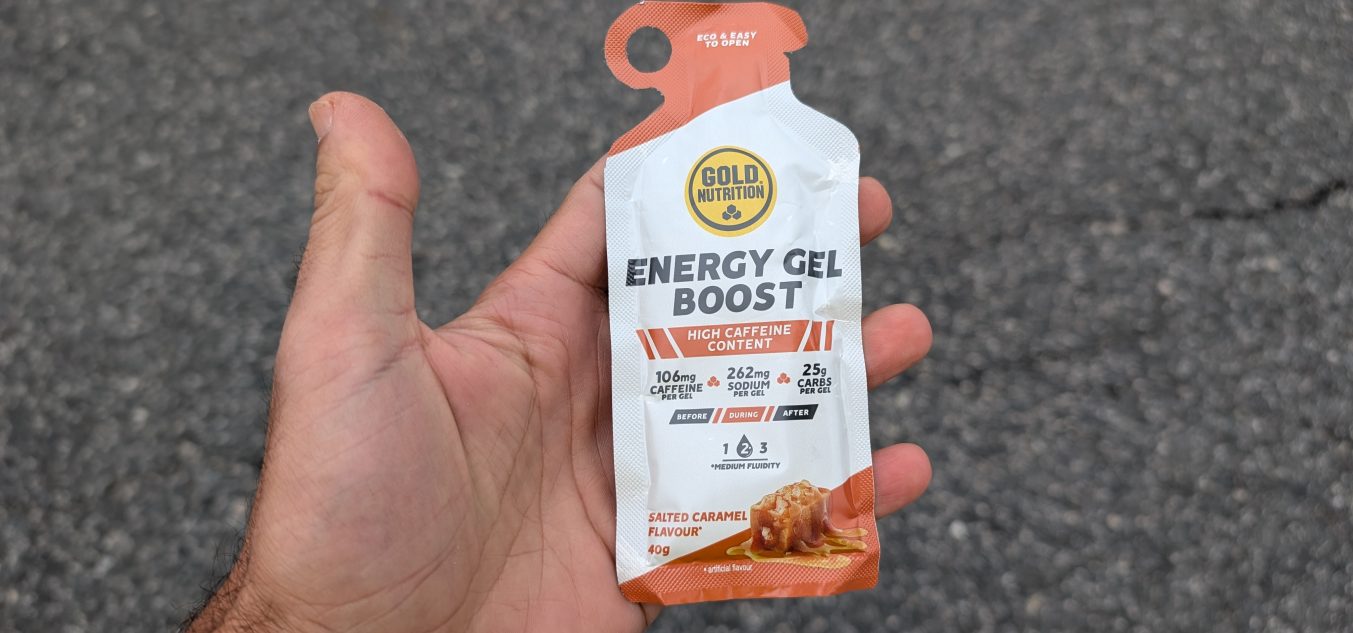 ECO & EASY
TO OPEN
GOLD
NUTRITION
ENERGY GEL
BOOST
HIGH CAFFEINE
CONTENT
106mg
CAFFEINE
PER GEL
262mg
SODIUM
PER GEL
25g
CARBS
PER GEL
BEFORE DURING AFTER
1 2 3
*MEDIUM FLUIDITY
SALTED CARAMEL
FLAVOUR*
40g
*artificial flavour